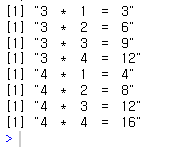 [1] "3  *  1  =  3"
[1] "3  *  2  =  6"
[1] "3  *  3  =  9"
[1] "3  *  4  =  12"
[1] "4  *  1  =  4"
[1] "4  *  2  =  8"
[1] "4  *  3  =  12"
[1] "4  *  4  =  16"
>